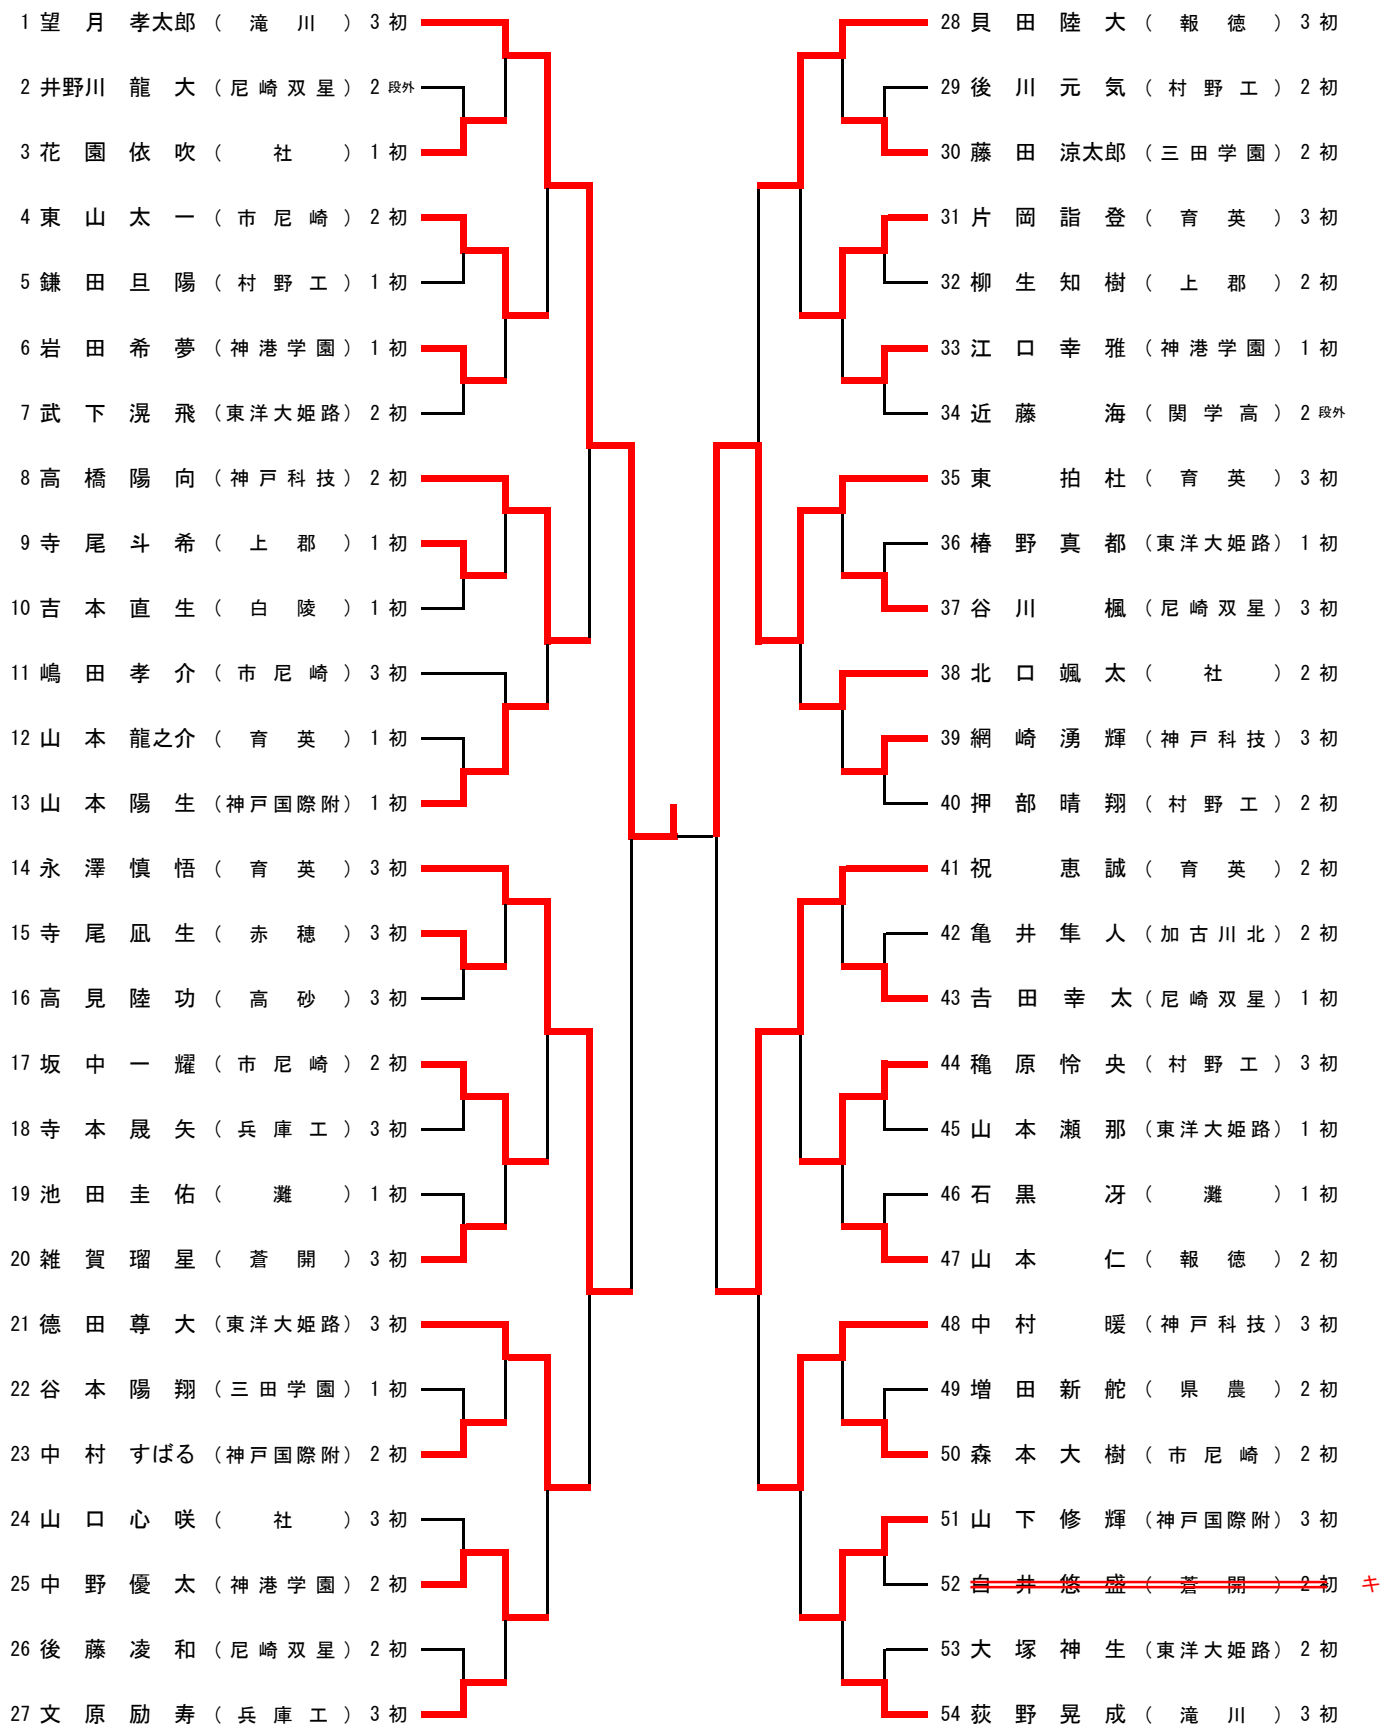 1 望月 孝太郎 （滝川） 3 初
2 井野川 龍大 （尼崎双星） 2 段外
3 花園 依吹 （社） 1 初
4 東山 太一 （市尼崎） 2 初
5 鎌田 旦陽 （村野工） 1 初
6 岩田 希夢 （神港学園） 1 初
7 武下 滉飛 （東洋大姫路） 2 初
8 高橋 陽向 （神戸科技） 2 初
9 寺尾 斗希 （上郡） 1 初
10 吉本 直生 （白陵） 1 初
11 嶋田 孝介 （市尼崎） 3 初
12 山本 龍之介 （育英） 1 初
13 山本 陽生 （神戸国際附） 1 初
14 永澤 慎悟 （育英） 3 初
15 寺尾 凪生 （赤穂） 3 初
16 高見 陸功 （高砂） 3 初
17 坂中 一耀 （市尼崎） 2 初
18 寺本 晟矢 （兵庫工） 3 初
19 池田 圭佑 （灘） 1 初
20 雑賀 瑠星 （蒼開） 3 初
21 德田 尊大 （東洋大姫路） 3 初
22 谷本 陽翔 （三田学園） 1 初
23 中村 すばる （神戸国際附） 2 初
24 山口 心咲 （社） 3 初
25 中野 優太 （神港学園） 2 初
26 後藤 凌和 （尼崎双星） 2 初
27 文原 励寿 （兵庫工） 3 初
28 貝田 陸大 （報徳） 3 初
29 後川 元気 （村野工） 2 初
30 藤田 涼太郎 （三田学園） 2 初
31 片岡 詣登 （育英） 3 初
32 柳生 知樹 （上郡） 2 初
33 江口 幸雅 （神港学園） 1 初
34 近藤 海 （関学高） 2 段外
35 東 拍杜 （育英） 3 初
36 椿野 真都 （東洋大姫路） 1 初
37 谷川 楓 （尼崎双星） 3 初
38 北口 颯太 （社） 2 初
39 網崎 湧輝 （神戸科技） 3 初
40 押部 晴翔 （村野工） 2 初
41 祝 恵誠 （育英） 2 初
42 亀井 隼人 （加古川北） 2 初
43 吉田 幸太 （尼崎双星） 1 初
44 穐原 怜央 （村野工） 3 初
45 山本 瀬那 （東洋大姫路） 1 初
46 石黒 冴 （灘） 1 初
47 山本 仁 （報徳） 2 初
48 中村 暖 （神戸科技） 3 初
49 増田 新舵 （県農） 2 初
50 森本 大樹 （市尼崎） 2 初
51 山下 修輝 （神戸国際附） 3 初
52 白井 悠盛 （蒼開） 2 初 キ
53 大塚 神生 （東洋大姫路） 2 初
54 荻野 晃成 （滝川） 3 初